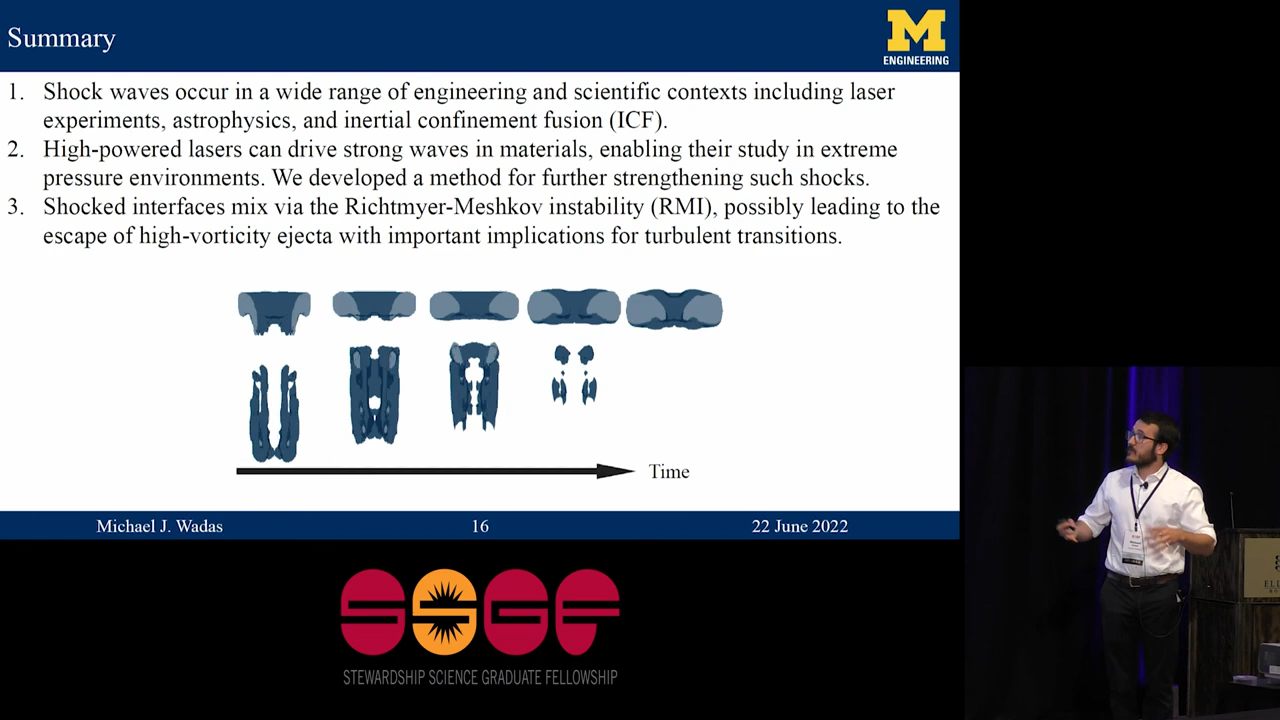 Summary
M
ENGINEERING
1. Shock waves occur in a wide range of engineering and scientific contexts including laser
experiments, astrophysics, and inertial confinement fusion (ICF).
2. High-powered lasers can drive strong waves in materials, enabling their study in extreme
pressure environments. We developed a method for further strengthening such shocks.
3. Shocked interfaces mix via the Richtmyer-Meshkov instability (RMI), possibly leading to the
escape of high-vorticity ejecta with important implications for turbulent transitions.
Time
Michael J. Wadas 16 22 June 2022
SSGF
STEWARDSHIP SCIENCE GRADUATE FELLOWSHIP